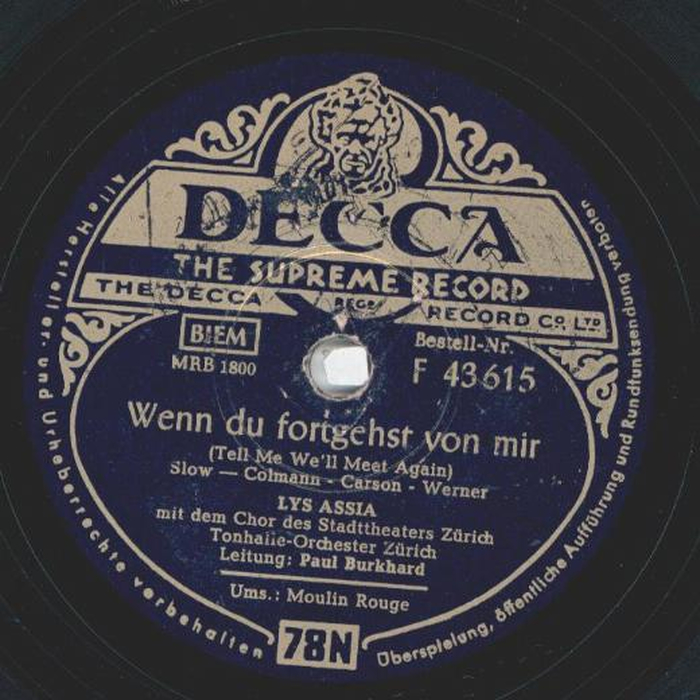 DECCA
THE SUPREME RECORD
THE DECCA REGD RECORD CO. LTD
BIEM
MRB 1800
Bestell-Nr.
F 43615
Wenn du fortgehst von mir
(Tell Me We'll Meet Again)
Slow — Colmann - Carson - Werner
LYS ASSIA
mit dem Chor des Stadttheaters Zürich
Tonhalle-Orchester Zürich
Leitung: Paul Burkhard
Ums.: Moulin Rouge
78N
Alle Hersteller- und Urheberrechte vorbehalten
Überspielung, öffentliche Aufführung und Rundfunksendung verboten